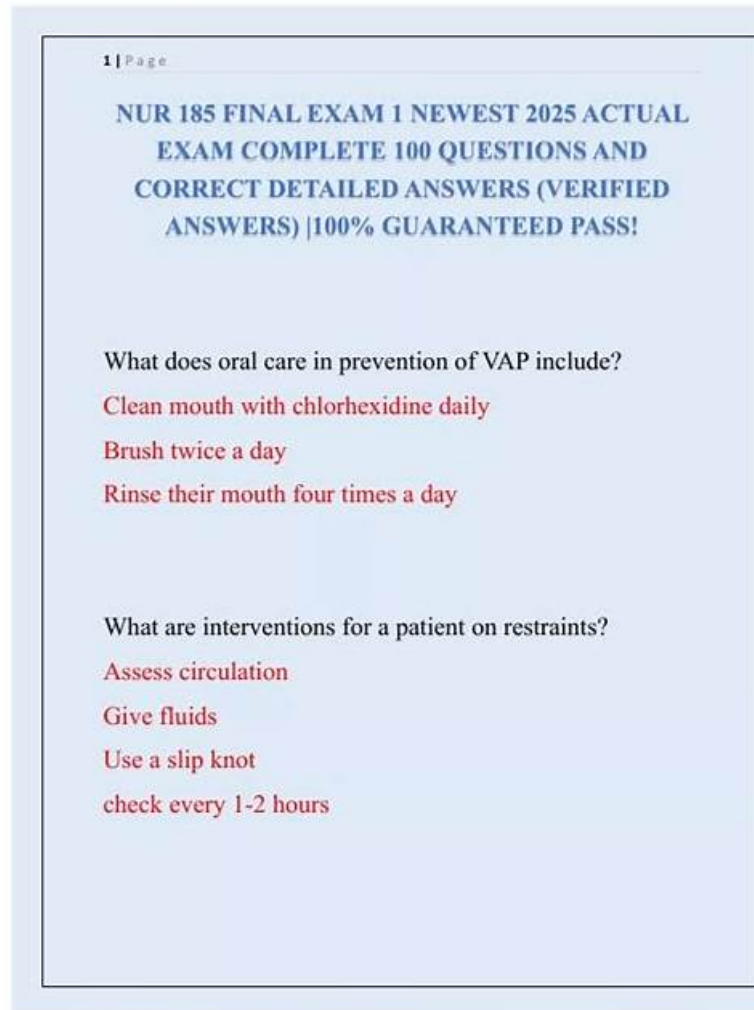 1 | Page
NUR 185 FINAL EXAM 1 NEWEST 2025 ACTUAL
EXAM COMPLETE 100 QUESTIONS AND
CORRECT DETAILED ANSWERS (VERIFIED
ANSWERS) |100% GUARANTEED PASS!
What does oral care in prevention of VAP include?
Clean mouth with chlorhexidine daily
Brush twice a day
Rinse their mouth four times a day
What are interventions for a patient on restraints?
Assess circulation
Give fluids
Use a slip knot
check every 1-2 hours